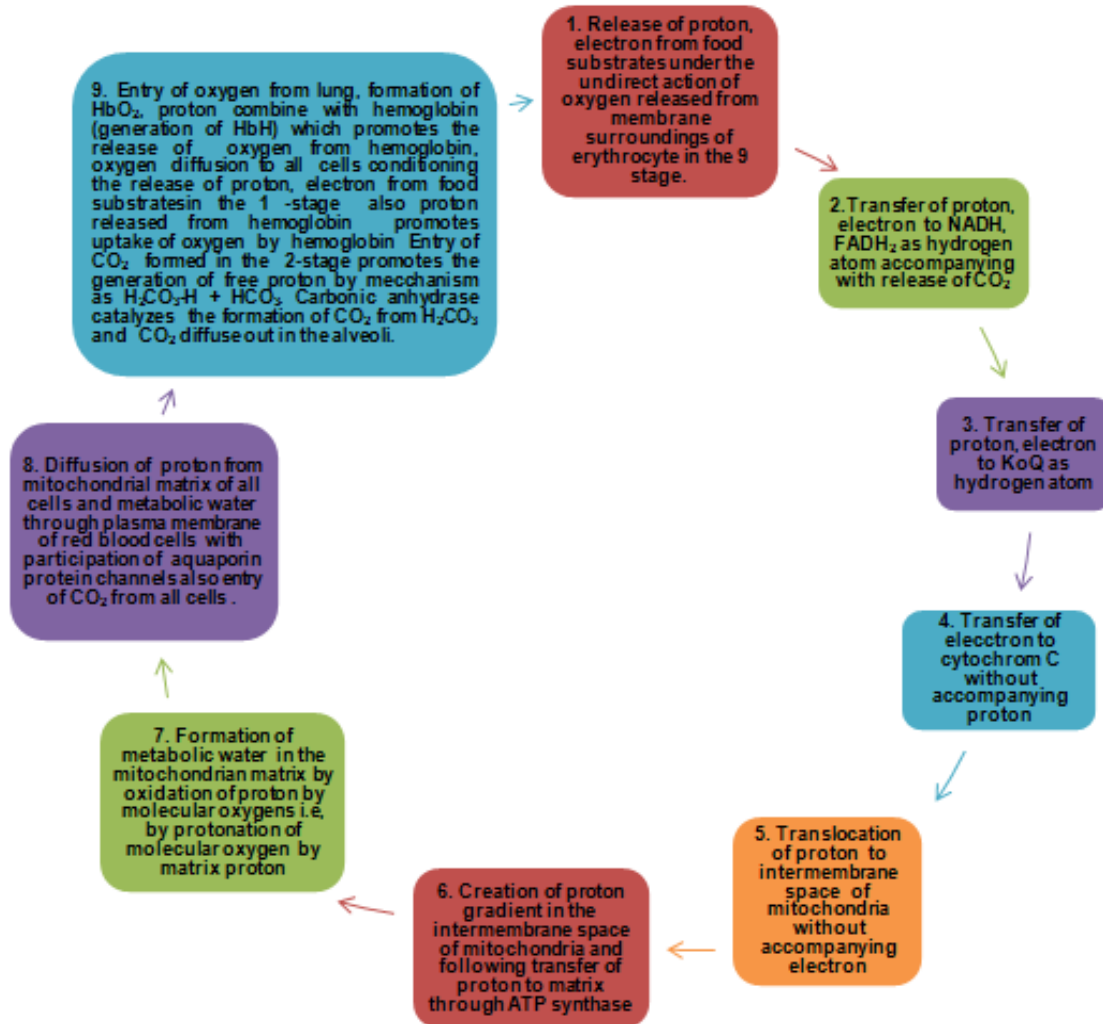 1. Release of proton,
electron from food
substrates under the
undirect action of
oxygen released from
membrane
surroundings of
erythrocyte in the 9
stage.
2.Transfer of proton,
electron to NADH,
FADH₂ as hydrogen
atom accompanying
with release of CO₂
3. Transfer of
proton, electron
to KoQ as
hydrogen atom
4. Transfer of
elecctron to
cytochrom C
without
accompanying
proton
5. Translocation
of proton to
intermembrane
space of
mitochondria
without
accompanying
electron
6. Creation of proton
gradient in the
intermembrane space
of mitochondria and
following transfer of
proton to matrix
through ATP synthase
7. Formation of
metabolic water in the
mitochondrian matrix by
oxidation of proton by
molecular oxygens i.e,
by protonation of
molecular oxygen by
matrix proton
8. Diffusion of proton from
mitochondrial matrix of all
cells and metabolic water
through plasma membrane
of red blood cells with
participation of aquaporin
protein channels also entry
of CO₂ from all cells .
9. Entry of oxygen from lung, formation of
HbO₂, proton combine with hemoglobin
(generation of HbH) which promotes the
release of oxygen from hemoglobin,
oxygen diffusion to all cells conditioning
the release of proton, electron from food
substratesin the 1 -stage also proton
released from hemoglobin promotes
uptake of oxygen by hemoglobin Entry of
CO₂ formed in the 2-stage promotes the
generation of free proton by mecchanism
as H₂CO₃-H + HCO₃. Carbonic anhydrase
catalyzes the formation of CO₂ from H₂CO₃
and CO₂ diffuse out in the alveoli.